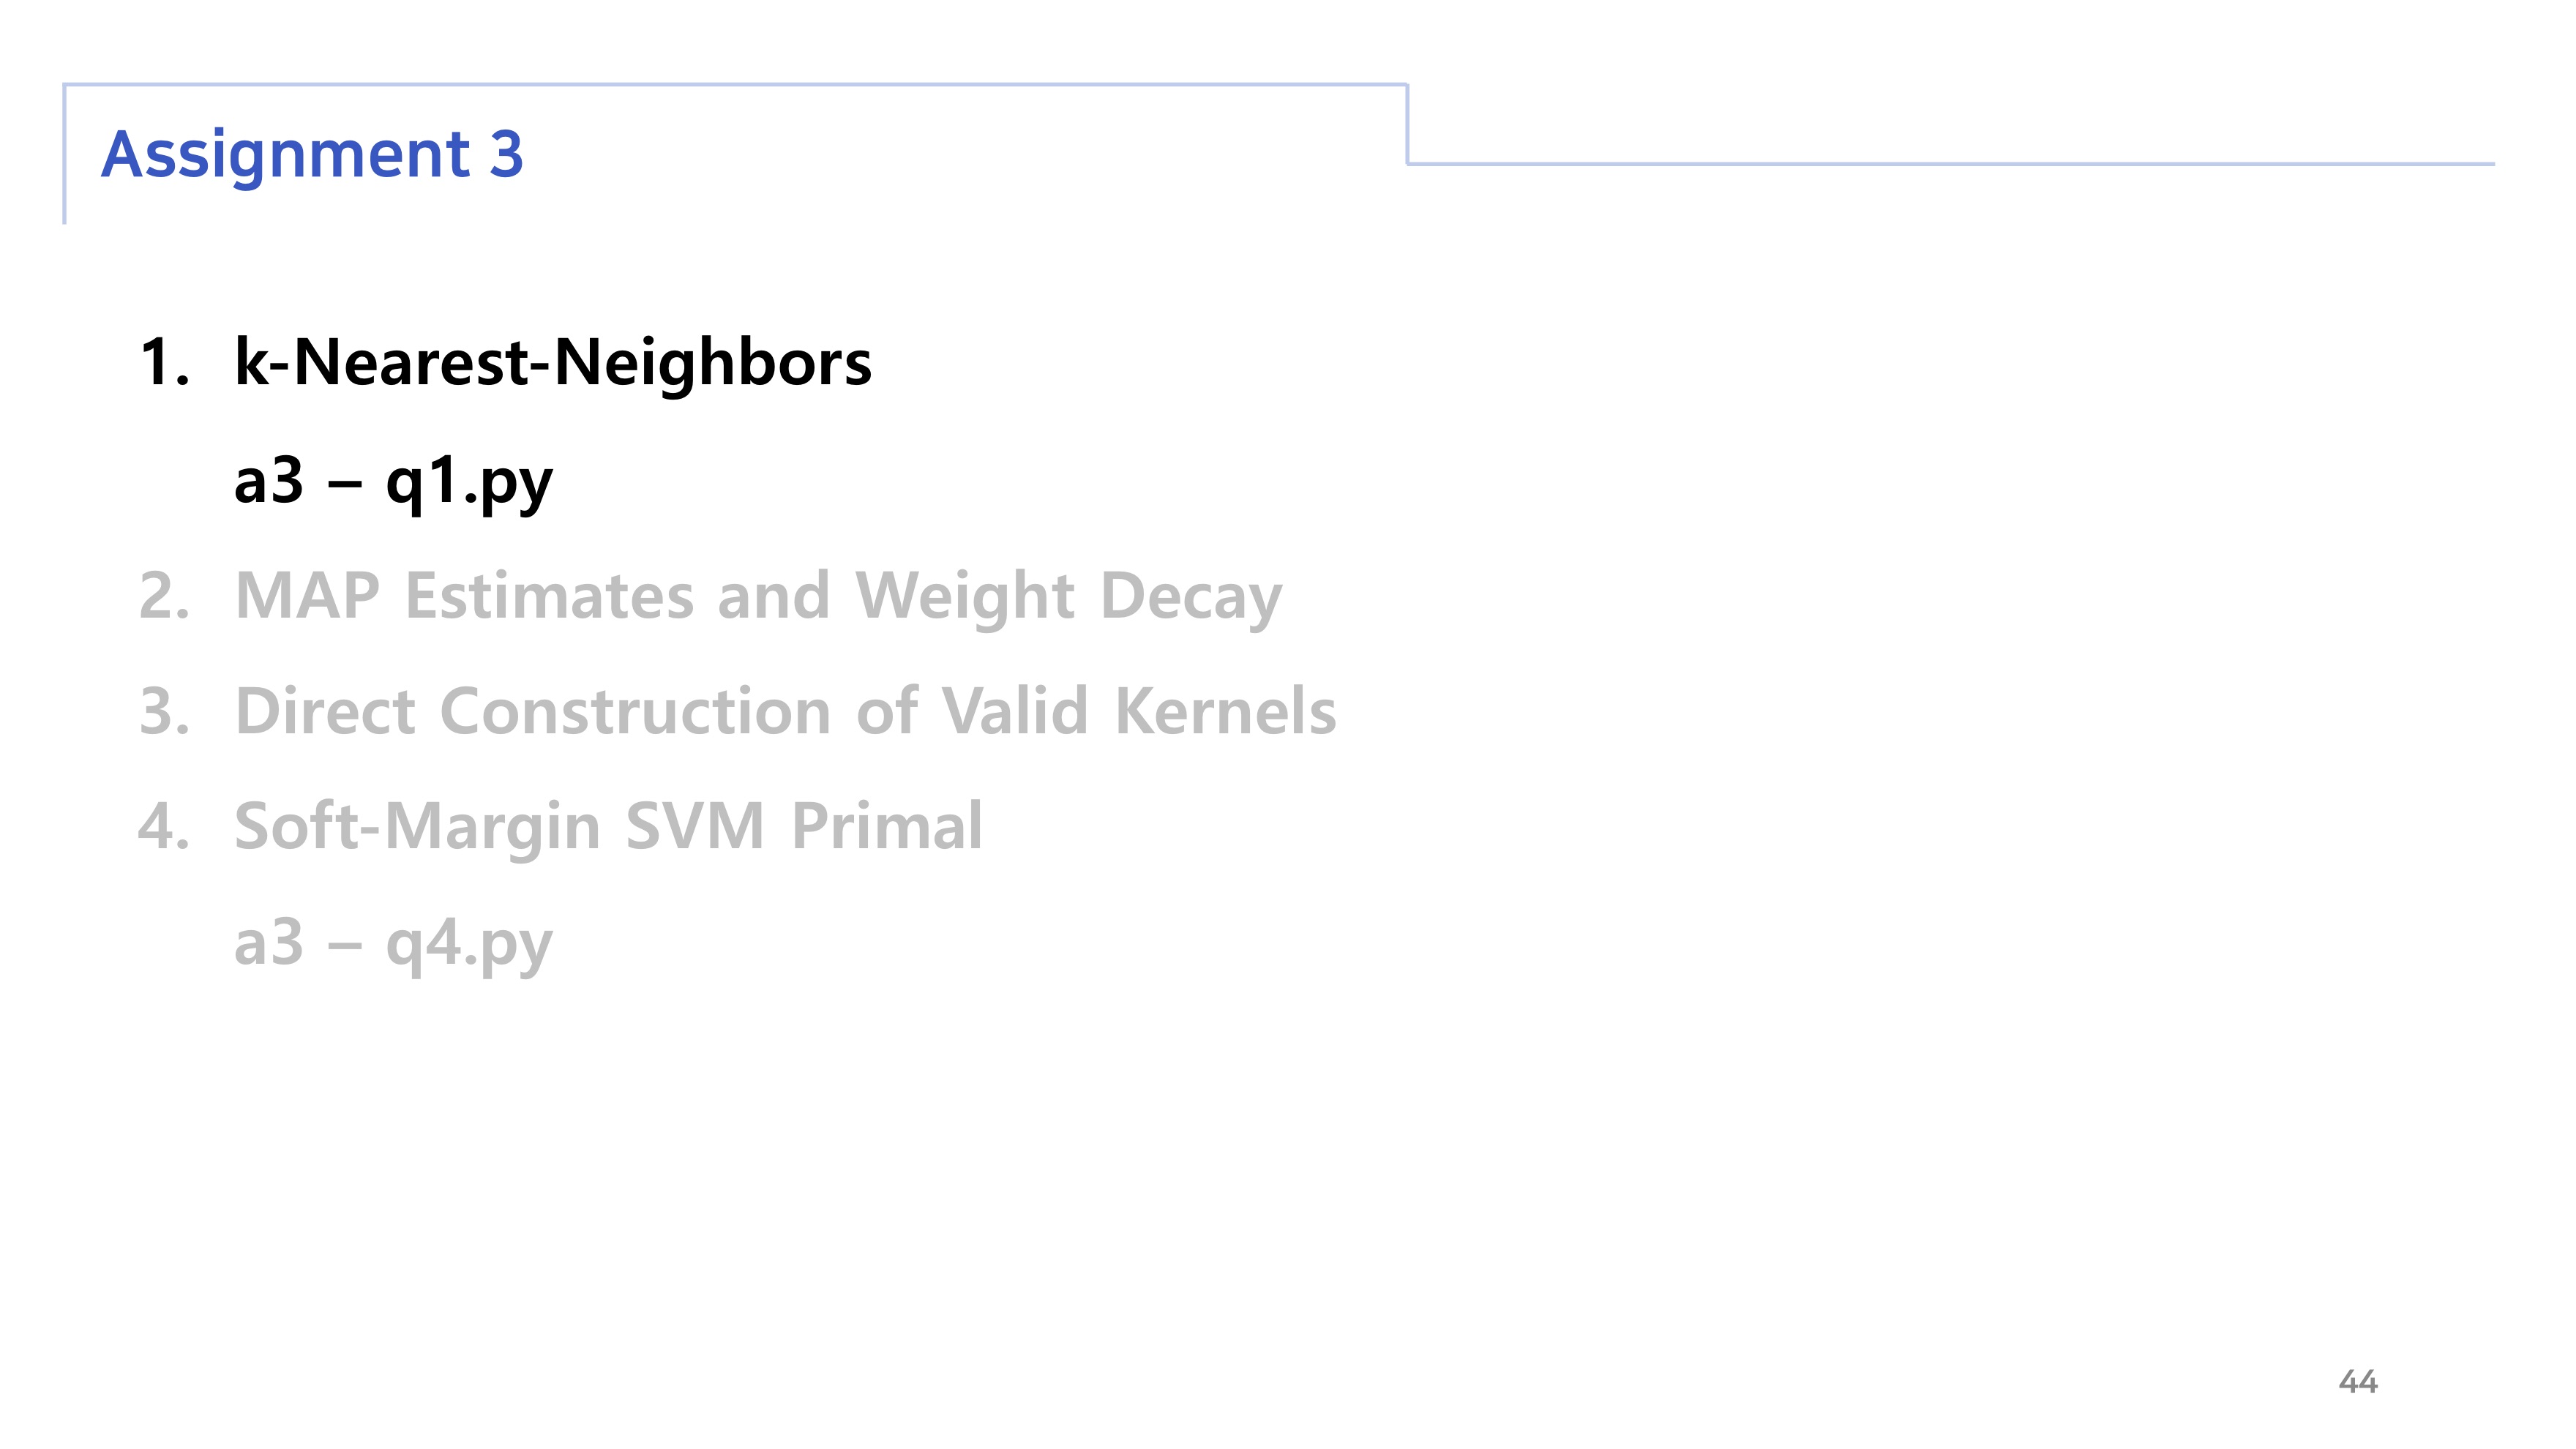 Assignment 3
1. k-Nearest-Neighbors
a3 – q1.py
2. MAP Estimates and Weight Decay
3. Direct Construction of Valid Kernels
4. Soft-Margin SVM Primal
a3 – q4.py
44